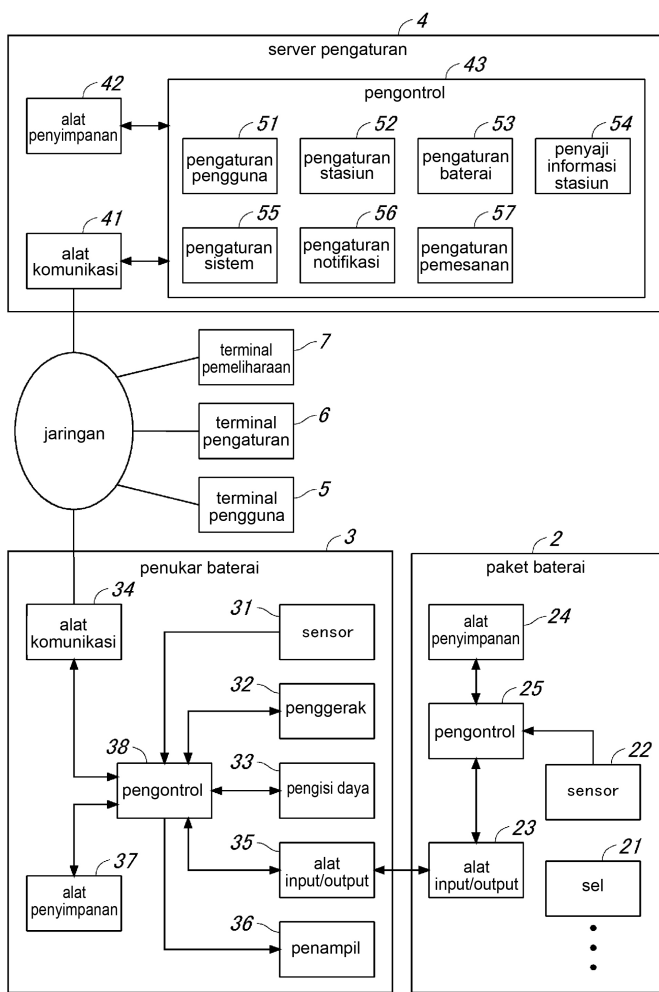 4
server pengaturan
42
43
alat
penyimpanan
pengontrol
51
52
53
54
pengaturan
pengguna
pengaturan
stasiun
pengaturan
baterai
penyaji
informasi
stasiun
41
55
56
57
alat
komunikasi
pengaturan
sistem
pengaturan
notifikasi
pengaturan
pemesanan
7
terminal
pemeliharaan
jaringan
6
terminal
pengaturan
5
terminal
pengguna
3
penukar baterai
34
alat
komunikasi
31
sensor
32
penggerak
38
pengontrol
33
pengisi daya
35
alat
input/output
37
alat
penyimpanan
36
penampil
2
paket baterai
24
alat
penyimpanan
25
pengontrol
22
sensor
23
alat
input/output
21
sel